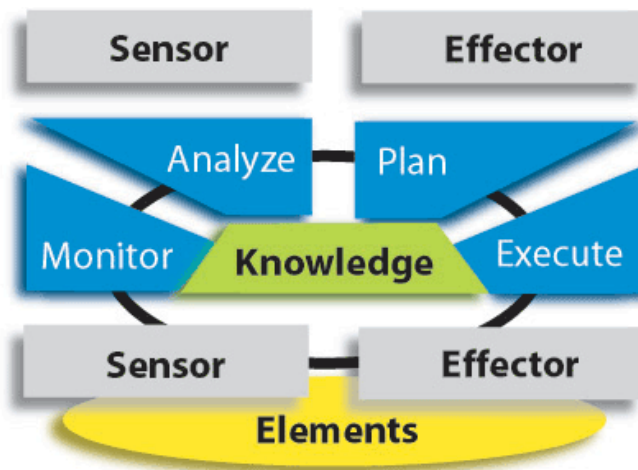 Sensor
Effector
Analyze
Plan
Monitor
Knowledge
Execute
Sensor
Effector
Elements